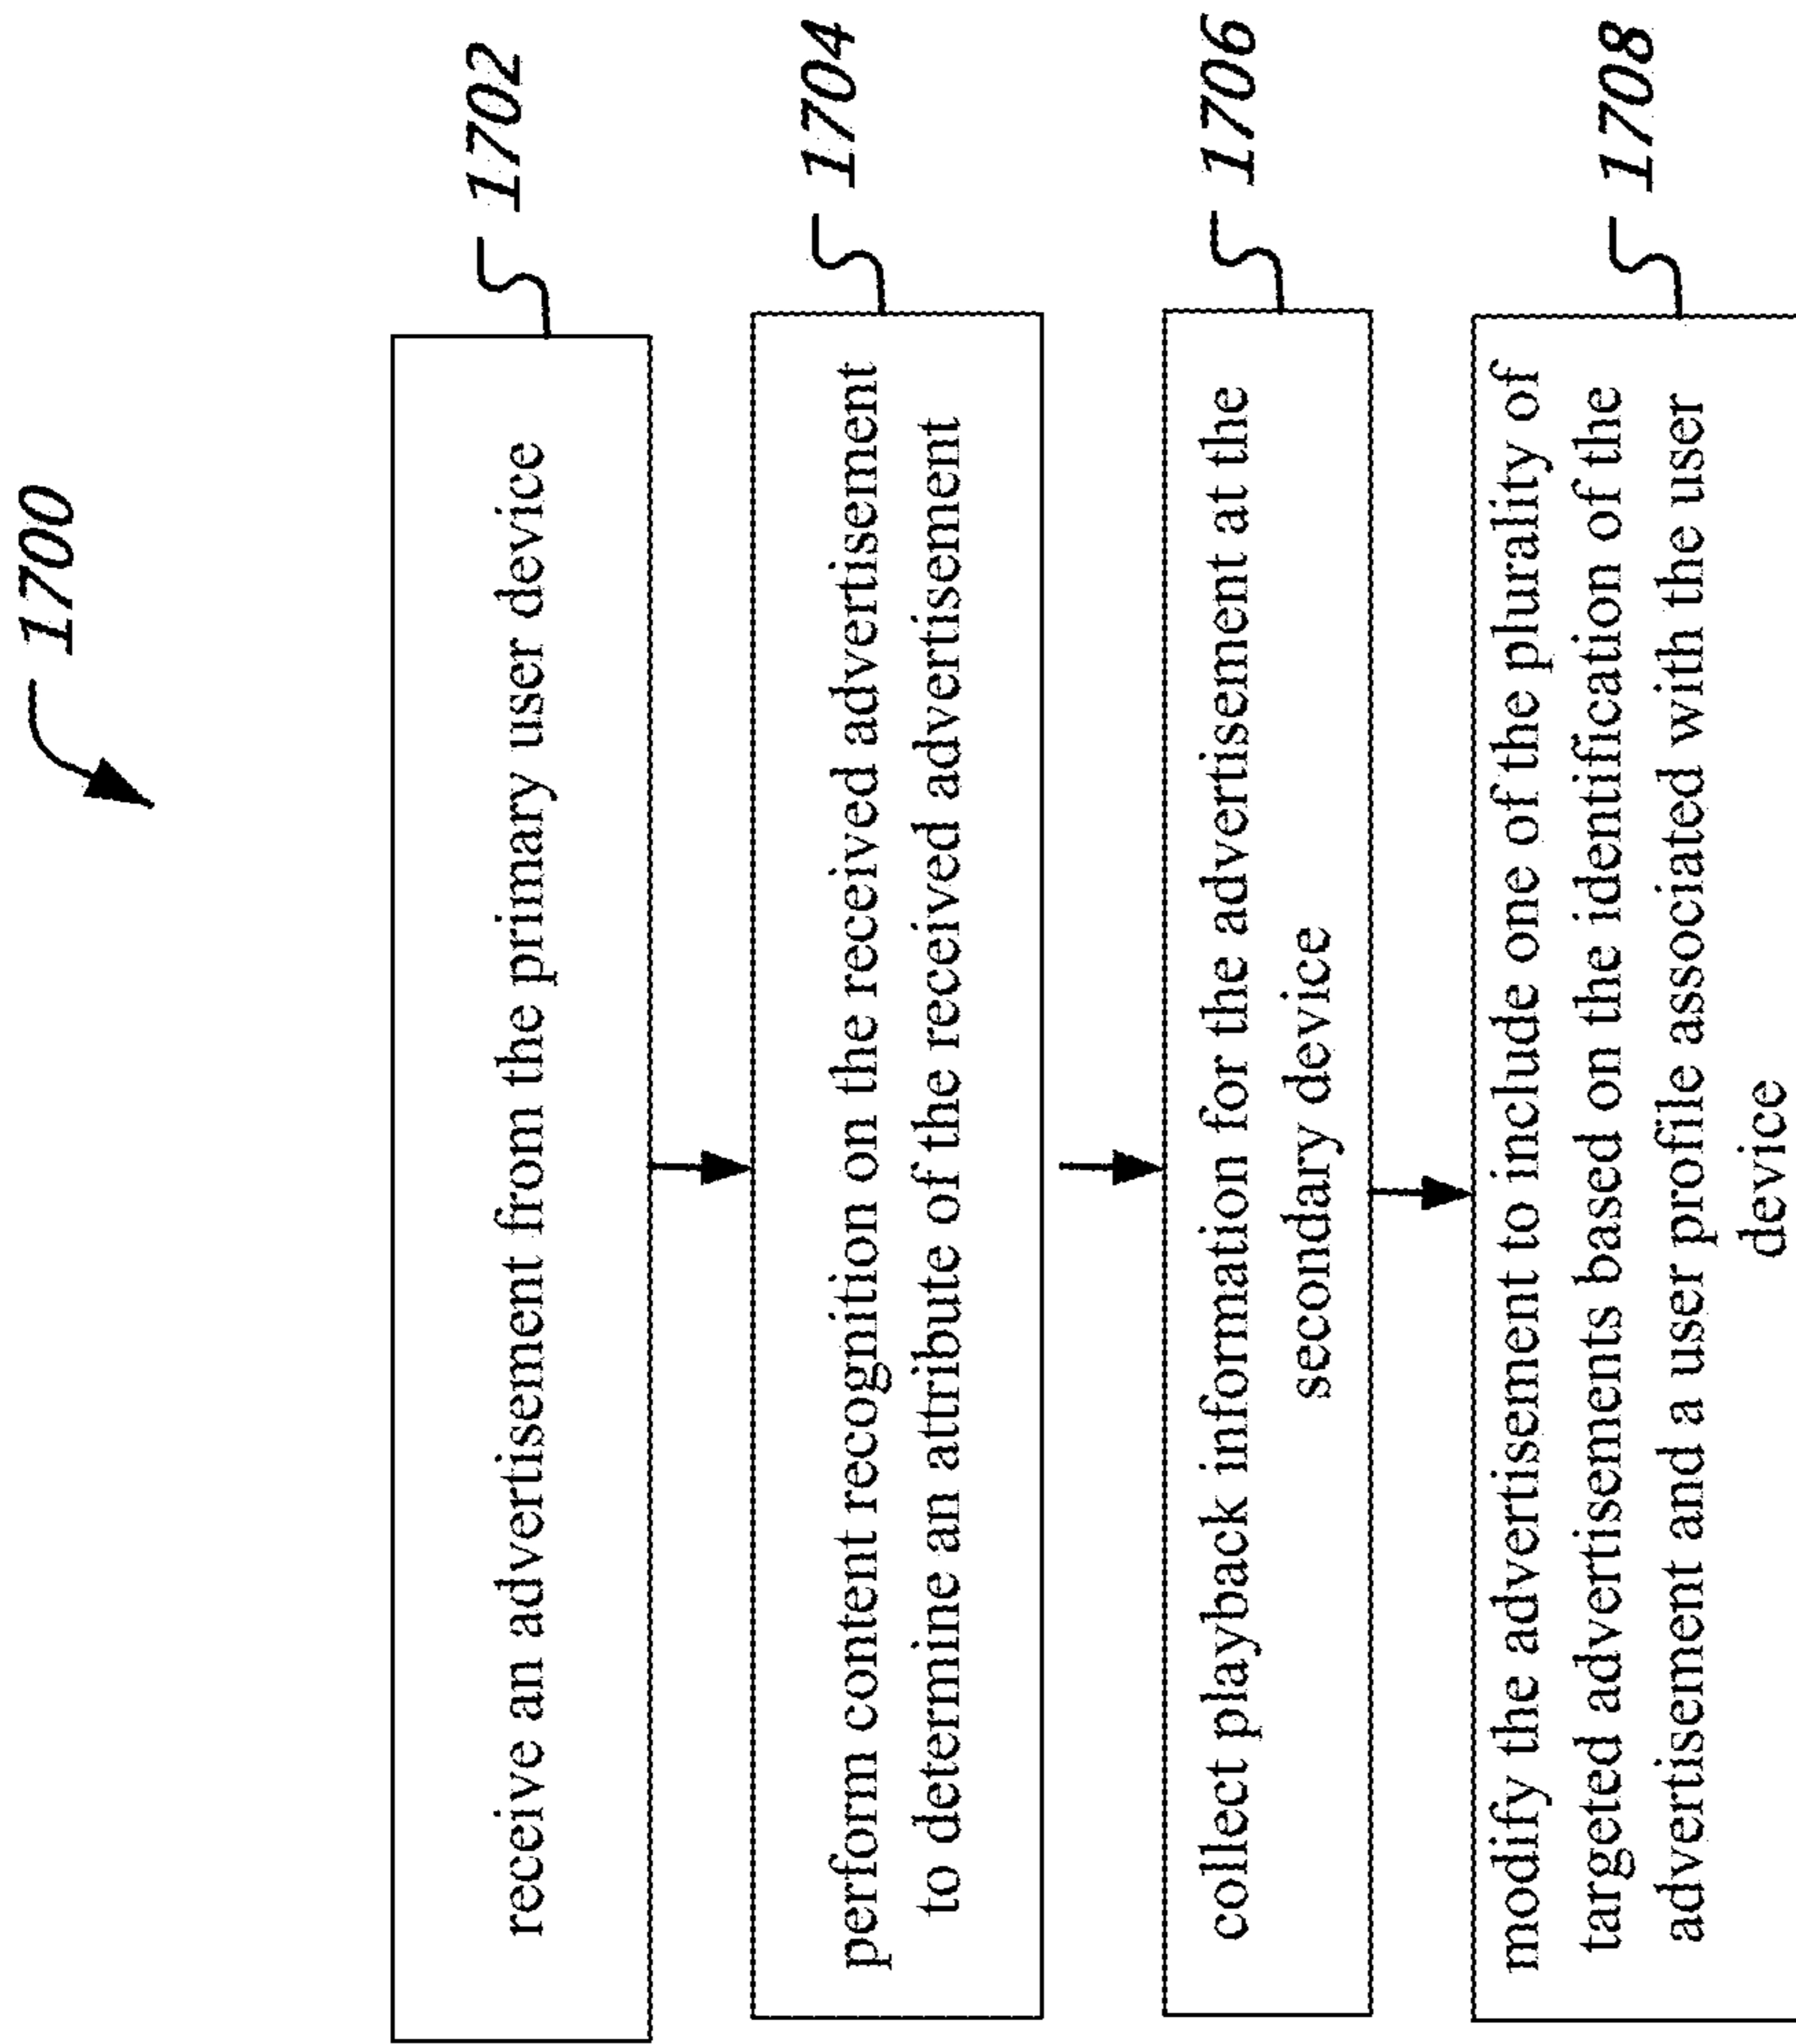 1700
receive an advertisement from the primary user device
1702
perform content recognition on the received advertisement
to determine an attribute of the received advertisement
1704
collect playback information for the advertisement at the
secondary device
1706
modify the advertisement to include one of the plurality of
targeted advertisements based on the identification of the
advertisement and a user profile associated with the user
device
1708